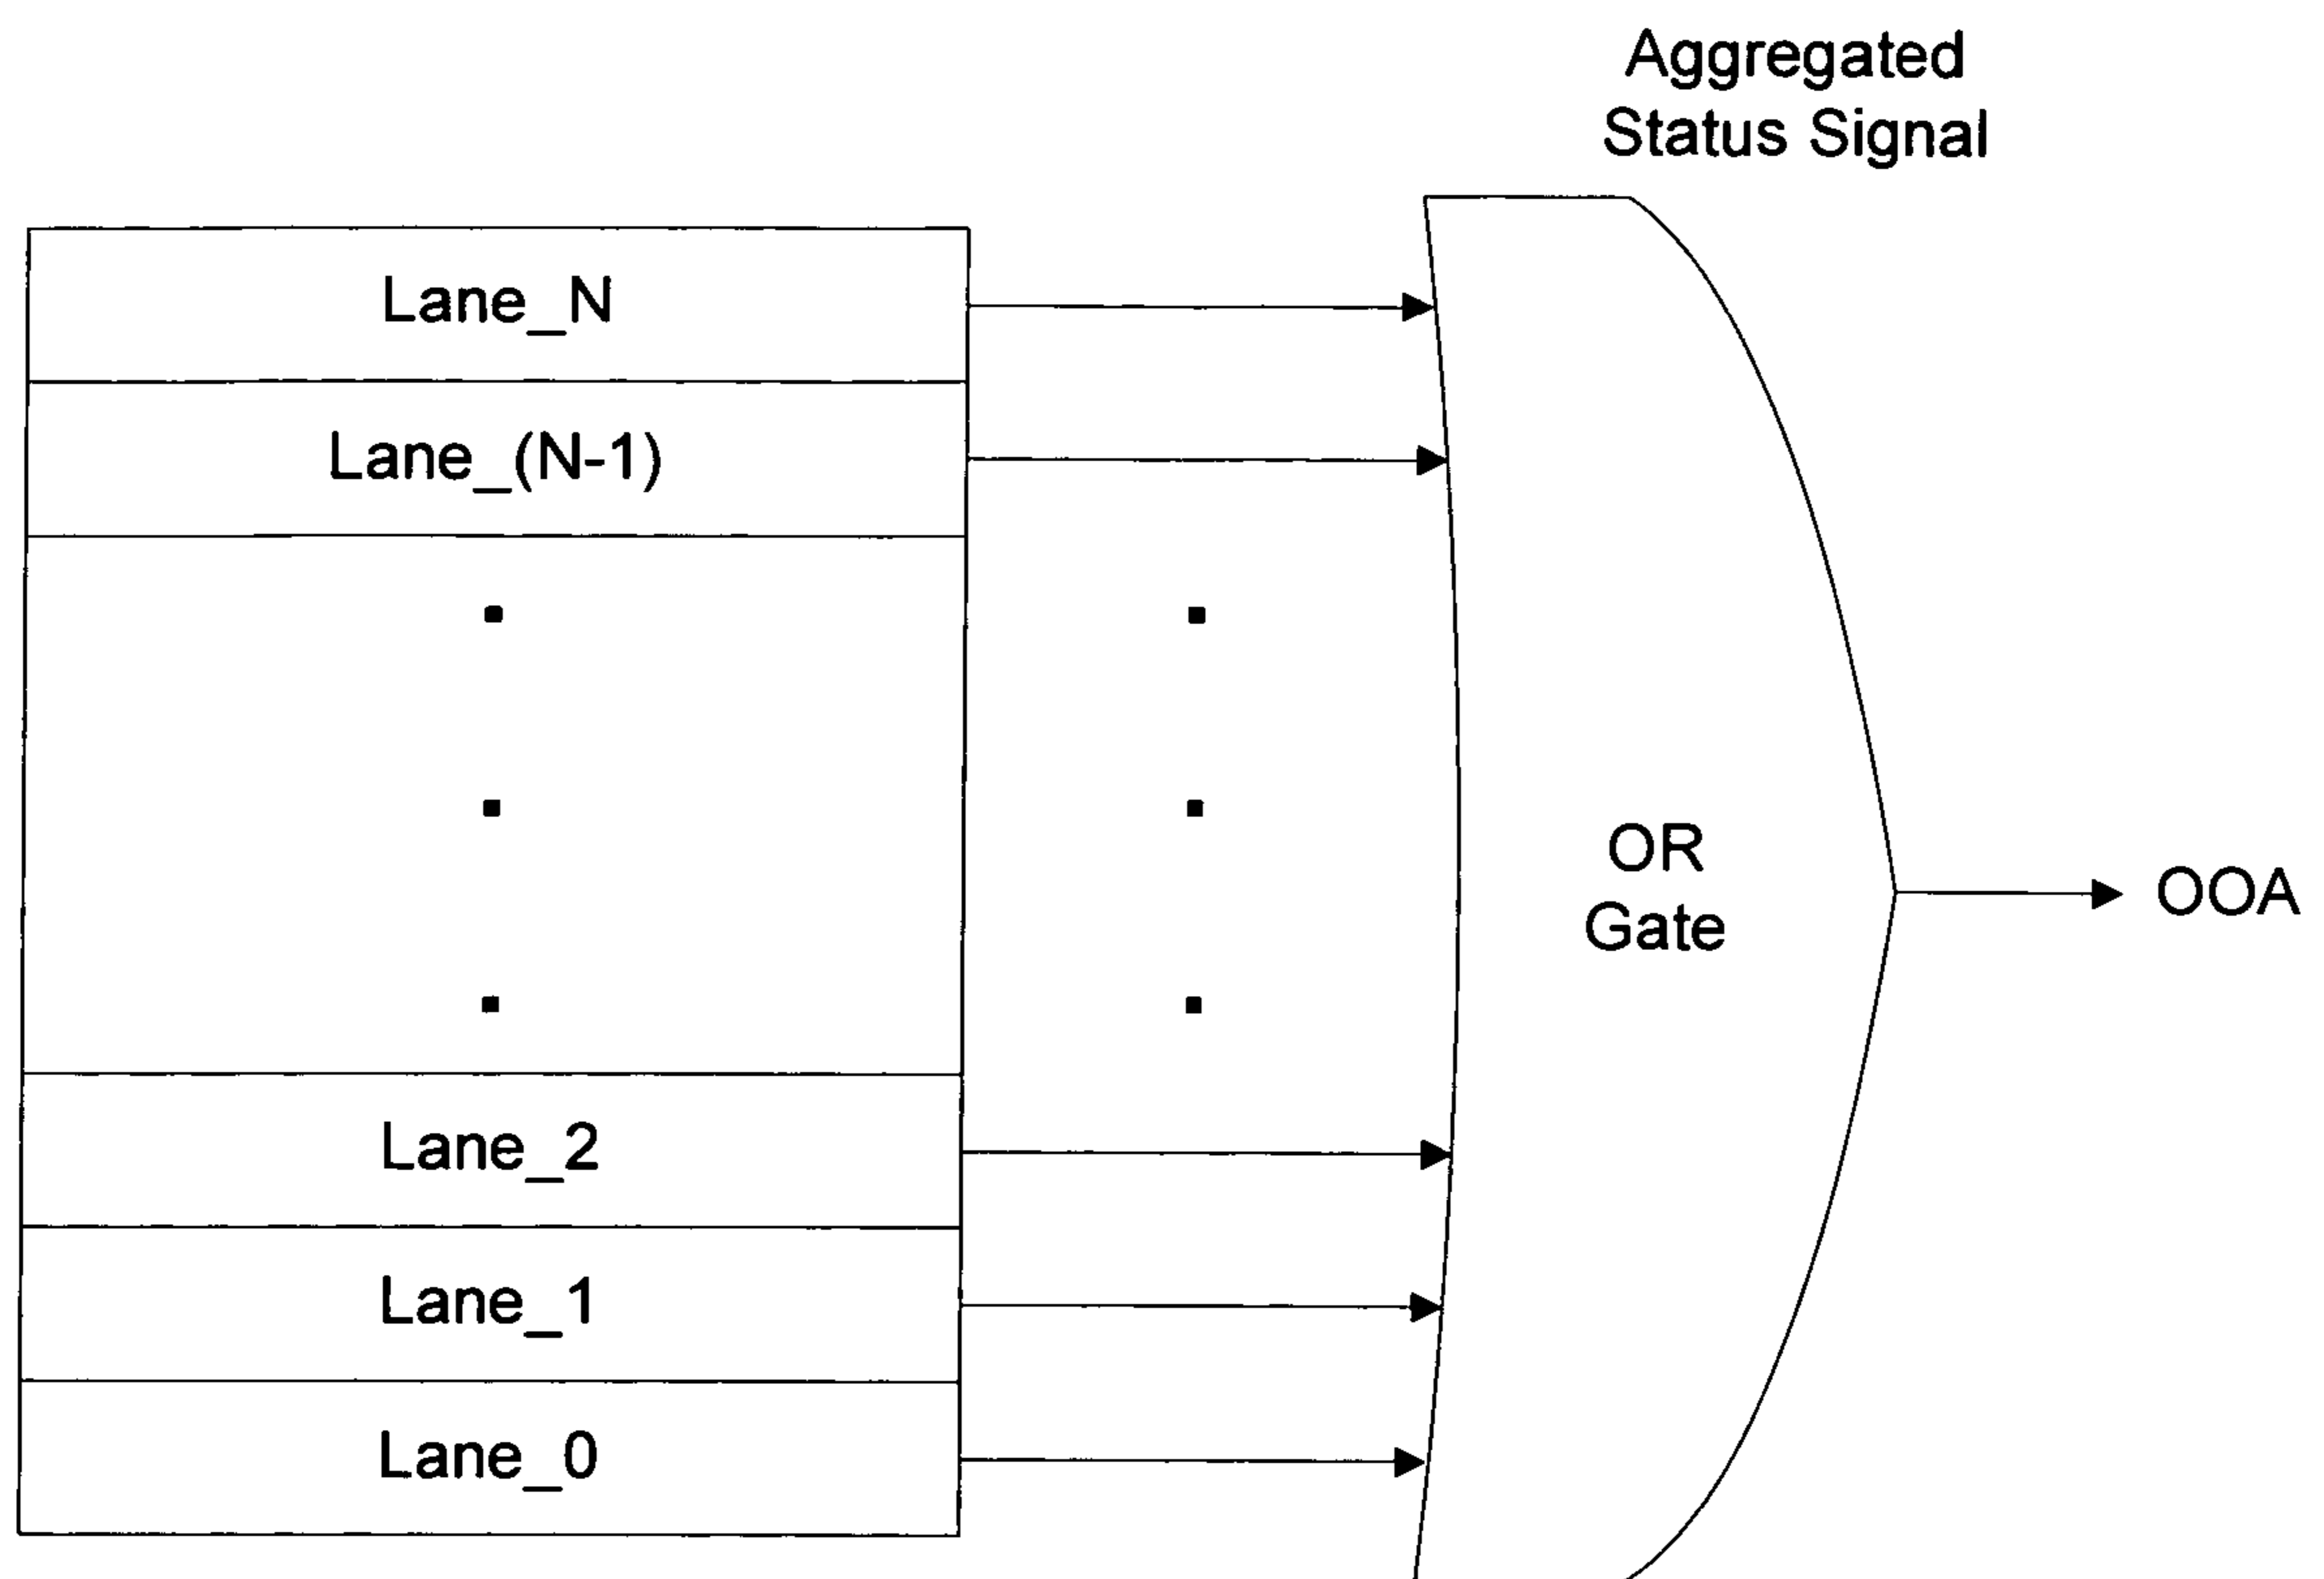 Aggregated
Status Signal
Lane_N
Lane_(N-1)
OR
Gate
OOA
Lane_2
Lane_1
Lane_0